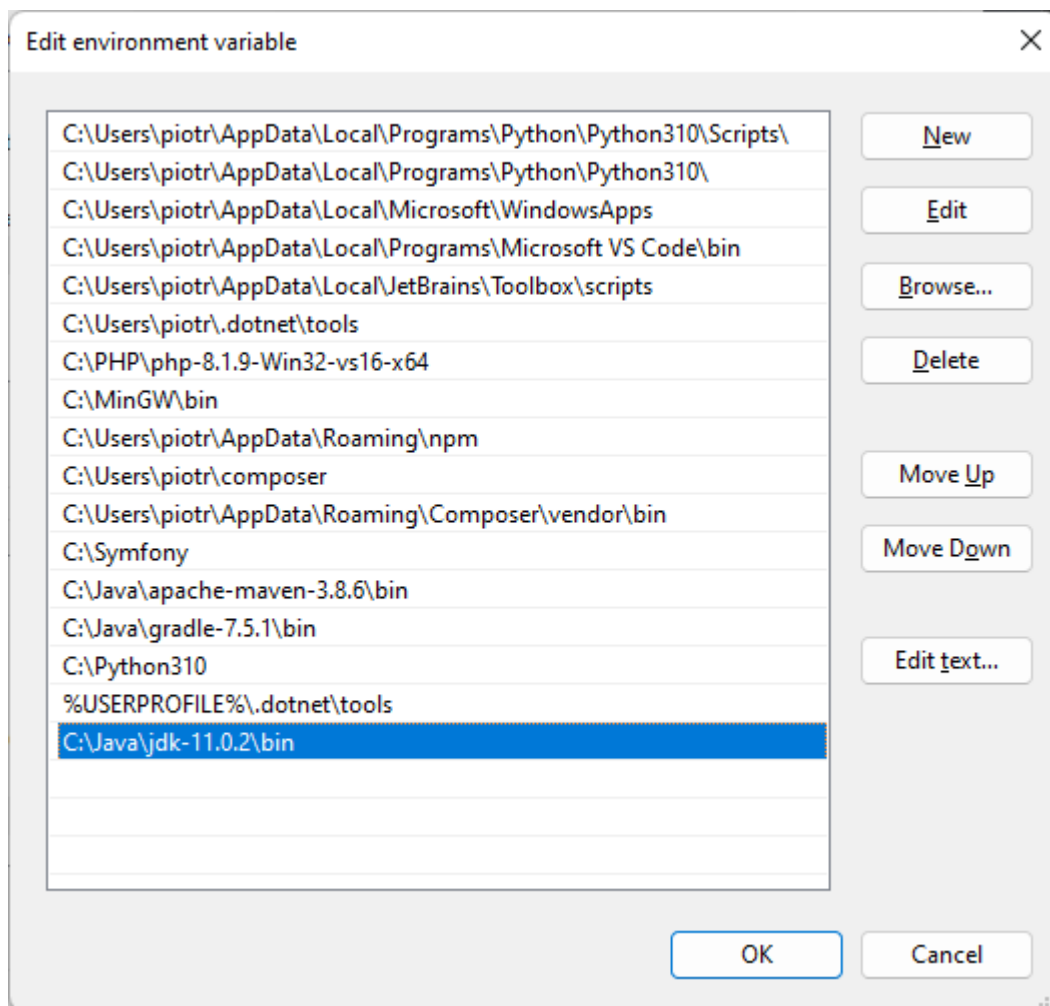 Edit environment variable
C:\Users\piotr\AppData\Local\Programs\Python\Python310\Scripts\
C:\Users\piotr\AppData\Local\Programs\Python\Python310\
C:\Users\piotr\AppData\Local\Microsoft\WindowsApps
C:\Users\piotr\AppData\Local\Programs\Microsoft VS Code\bin
C:\Users\piotr\AppData\Local\JetBrains\Toolbox\scripts
C:\Users\piotr\.dotnet\tools
C:\PHP\php-8.1.9-Win32-vs16-x64
C:\MinGW\bin
C:\Users\piotr\AppData\Roaming\npm
C:\Users\piotr\composer
C:\Users\piotr\AppData\Roaming\Composer\vendor\bin
C:\Symfony
C:\Java\apache-maven-3.8.6\bin
C:\Java\gradle-7.5.1\bin
C:\Python310
%USERPROFILE%\.dotnet\tools
C:\Java\jdk-11.0.2\bin
New
Edit
Browse...
Delete
Move Up
Move Down
Edit text...
OK
Cancel